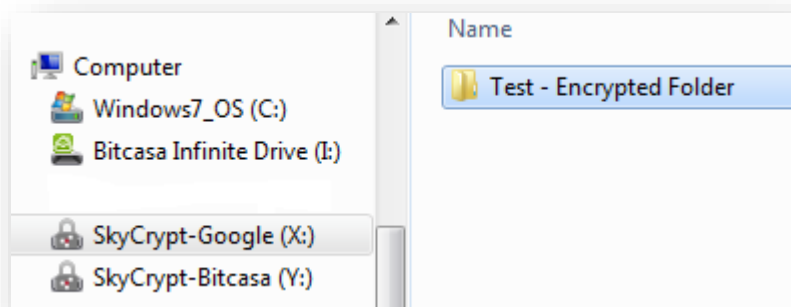 Computer
Windows7_OS (C:)
Bitcasa Infinite Drive (I:)
SkyCrypt-Google (X:)
SkyCrypt-Bitcasa (Y:)
Name
Test - Encrypted Folder